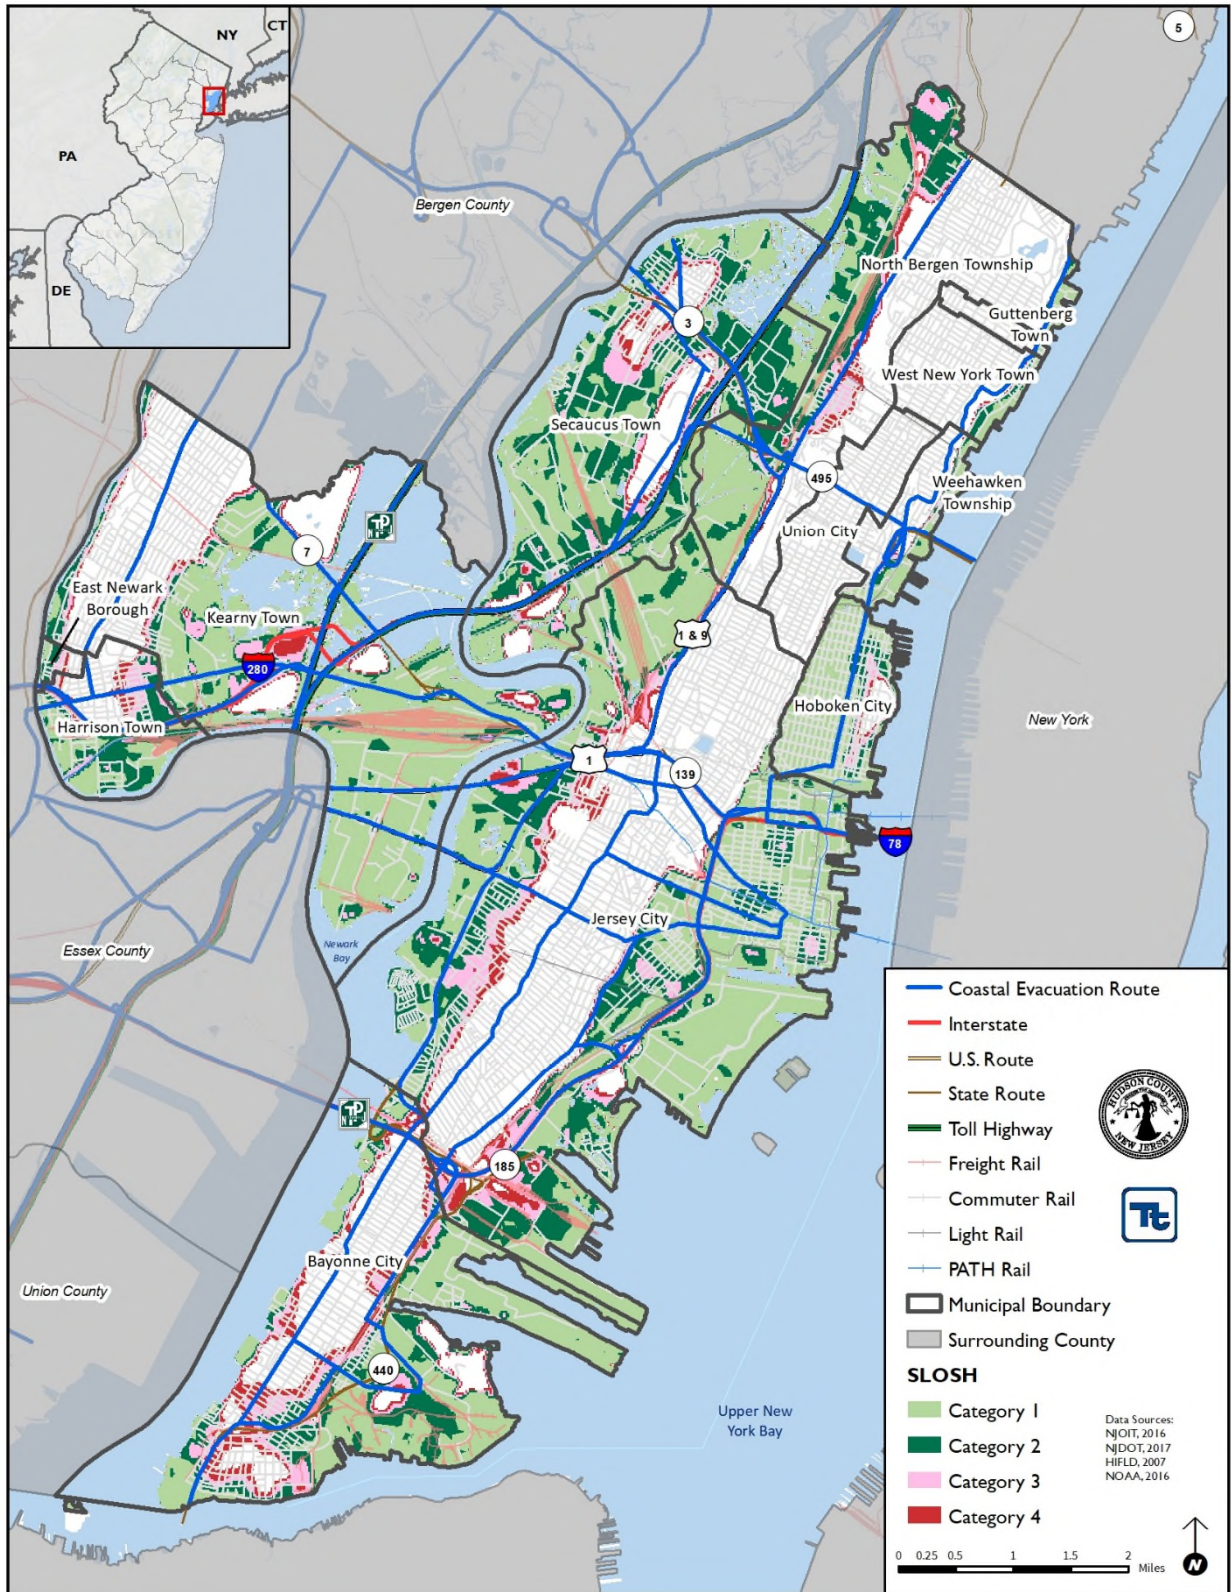 NY
CT
5
PA
NEW JERSEY
DE
Bergen County
North Bergen Township
Guttenberg
Town
3
West New York Town
Secaucus Town
495
Weehawken
Township
Union City
TP
N J
7
East Newark
Borough
Kearny Town
1 & 9
280
Hoboken City
New York
Harrison Town
1
139
78
Jersey City
Essex County
Newark
Bay
TP
N J
185
Bayonne City
Union County
440
Upper New
York Bay
Coastal Evacuation Route
Interstate
U.S. Route
State Route
Toll Highway
Freight Rail
Commuter Rail
Light Rail
PATH Rail
Municipal Boundary
Surrounding County
HUDSON COUNTY
NEW JERSEY
Tt
SLOSH
Category 1
Category 2
Category 3
Category 4
Data Sources:
NJOIT, 2016
NJDOT, 2017
HIFLD, 2007
NOAA, 2016
0 0.25 0.5 1 1.5 2
Miles
N